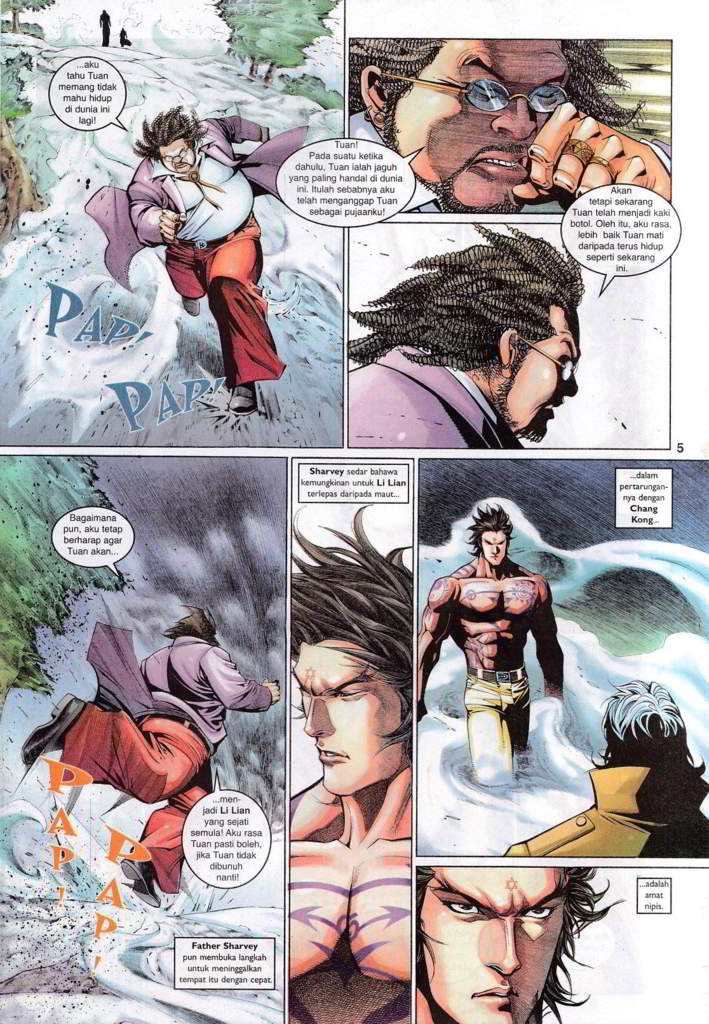 ...aku
tahu Tuan
memang tidak
mahu hidup
di dunia ini
lagi!
Tuan!
Pada suatu ketika
dahulu, Tuan ialah jaguh
yang paling handal di dunia
ini. Itulah sebabnya aku
telah menganggap Tuan
sebagai pujaanku!
Akan
tetapi sekarang
Tuan telah menjadi kaki
botol. Oleh itu, aku rasa,
lebih baik Tuan mati
daripada terus hidup
seperti sekarang
ini.
PAP!
PAP!
5
Bagaimana
pun, aku tetap
berharap agar
Tuan akan...
...men-
jadi Li Lian
yang sejati
semula! Aku rasa
Tuan pasti boleh,
jika Tuan tidak
dibunuh
nanti!
PAP!
PAP!
Father Sharvey
pun membuka langkah
untuk meninggalkan
tempat itu dengan cepat.
Sharvey sedar bahawa
kemungkinan untuk Li Lian
terlepas daripada maut...
...dalam
pertarungan-
nya dengan
Chang
Kong...
...adalah
amat
nipis.